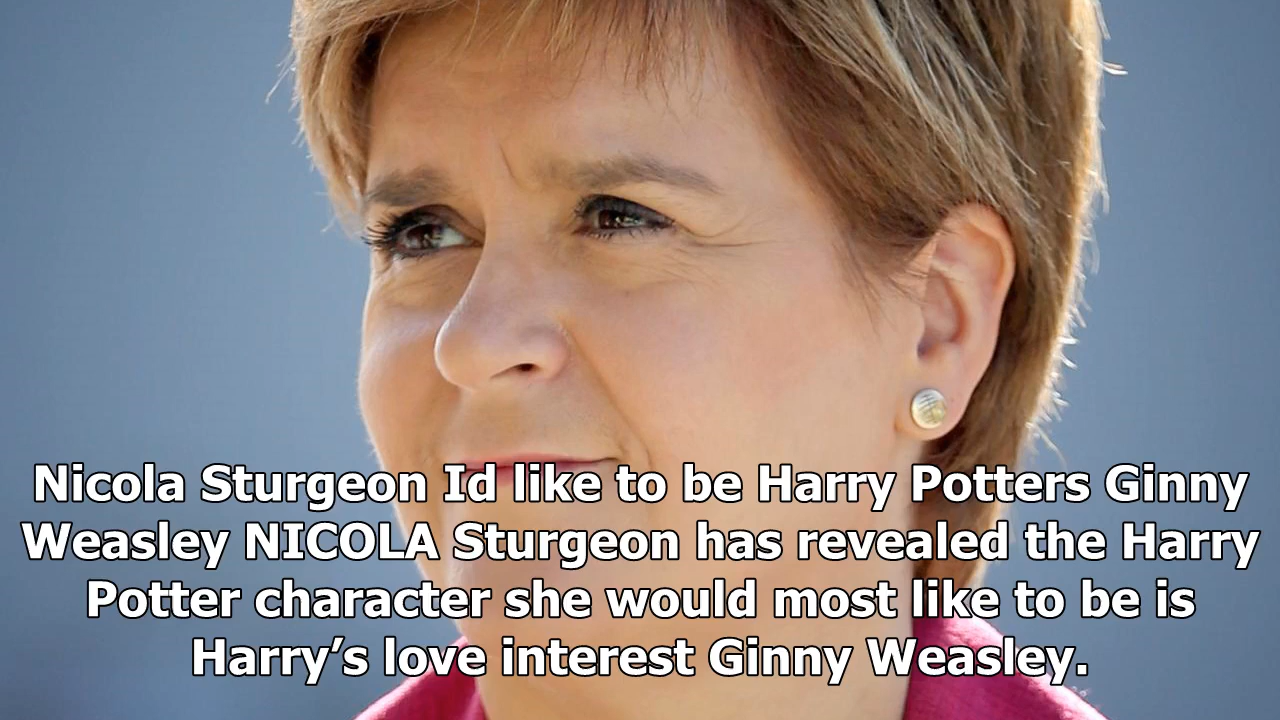 Nicola Sturgeon Id like to be Harry Potters Ginny
Weasley NICOLA Sturgeon has revealed the Harry
Potter character she would most like to be is
Harry’s love interest Ginny Weasley.